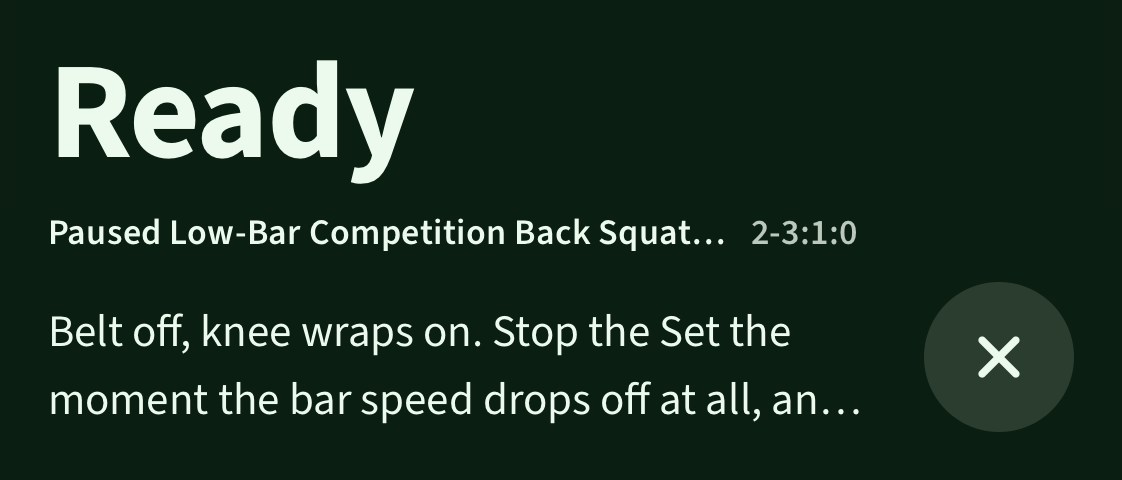 Ready
Paused Low-Bar Competition Back Squat… 2-3:1:0
Belt off, knee wraps on. Stop the Set the
moment the bar speed drops off at all, an…